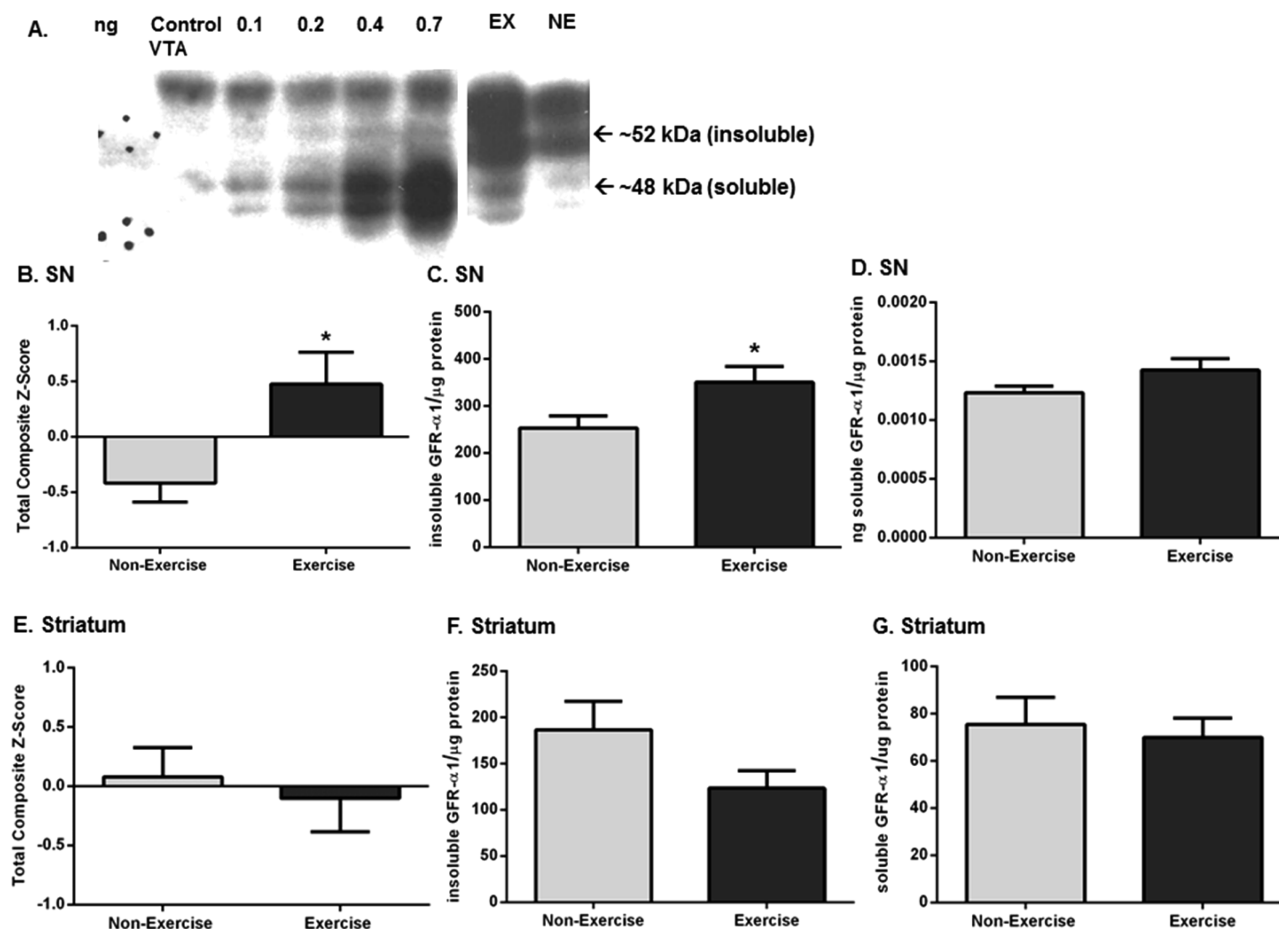 A.
ng Control 0.1 0.2 0.4 0.7 EX NE
VTA
← ~52 kDa (insoluble)
← ~48 kDa (soluble)
B. SN
Total Composite Z-Score
1.0
0.5
0.0
-0.5
-1.0
*
Non-Exercise Exercise
C. SN
insoluble GFR-α1/µg protein
500
400
300
200
100
0
*
Non-Exercise Exercise
D. SN
ng soluble GFR-α1/µg protein
0.0020
0.0015
0.0010
0.0005
0.0000
Non-Exercise Exercise
E. Striatum
Total Composite Z-Score
1.0
0.5
0.0
-0.5
-1.0
Non-Exercise Exercise
F. Striatum
insoluble GFR-α1/µg protein
250
200
150
100
50
0
Non-Exercise Exercise
G. Striatum
soluble GFR-α1/ug protein
100
80
60
40
20
0
Non-Exercise Exercise